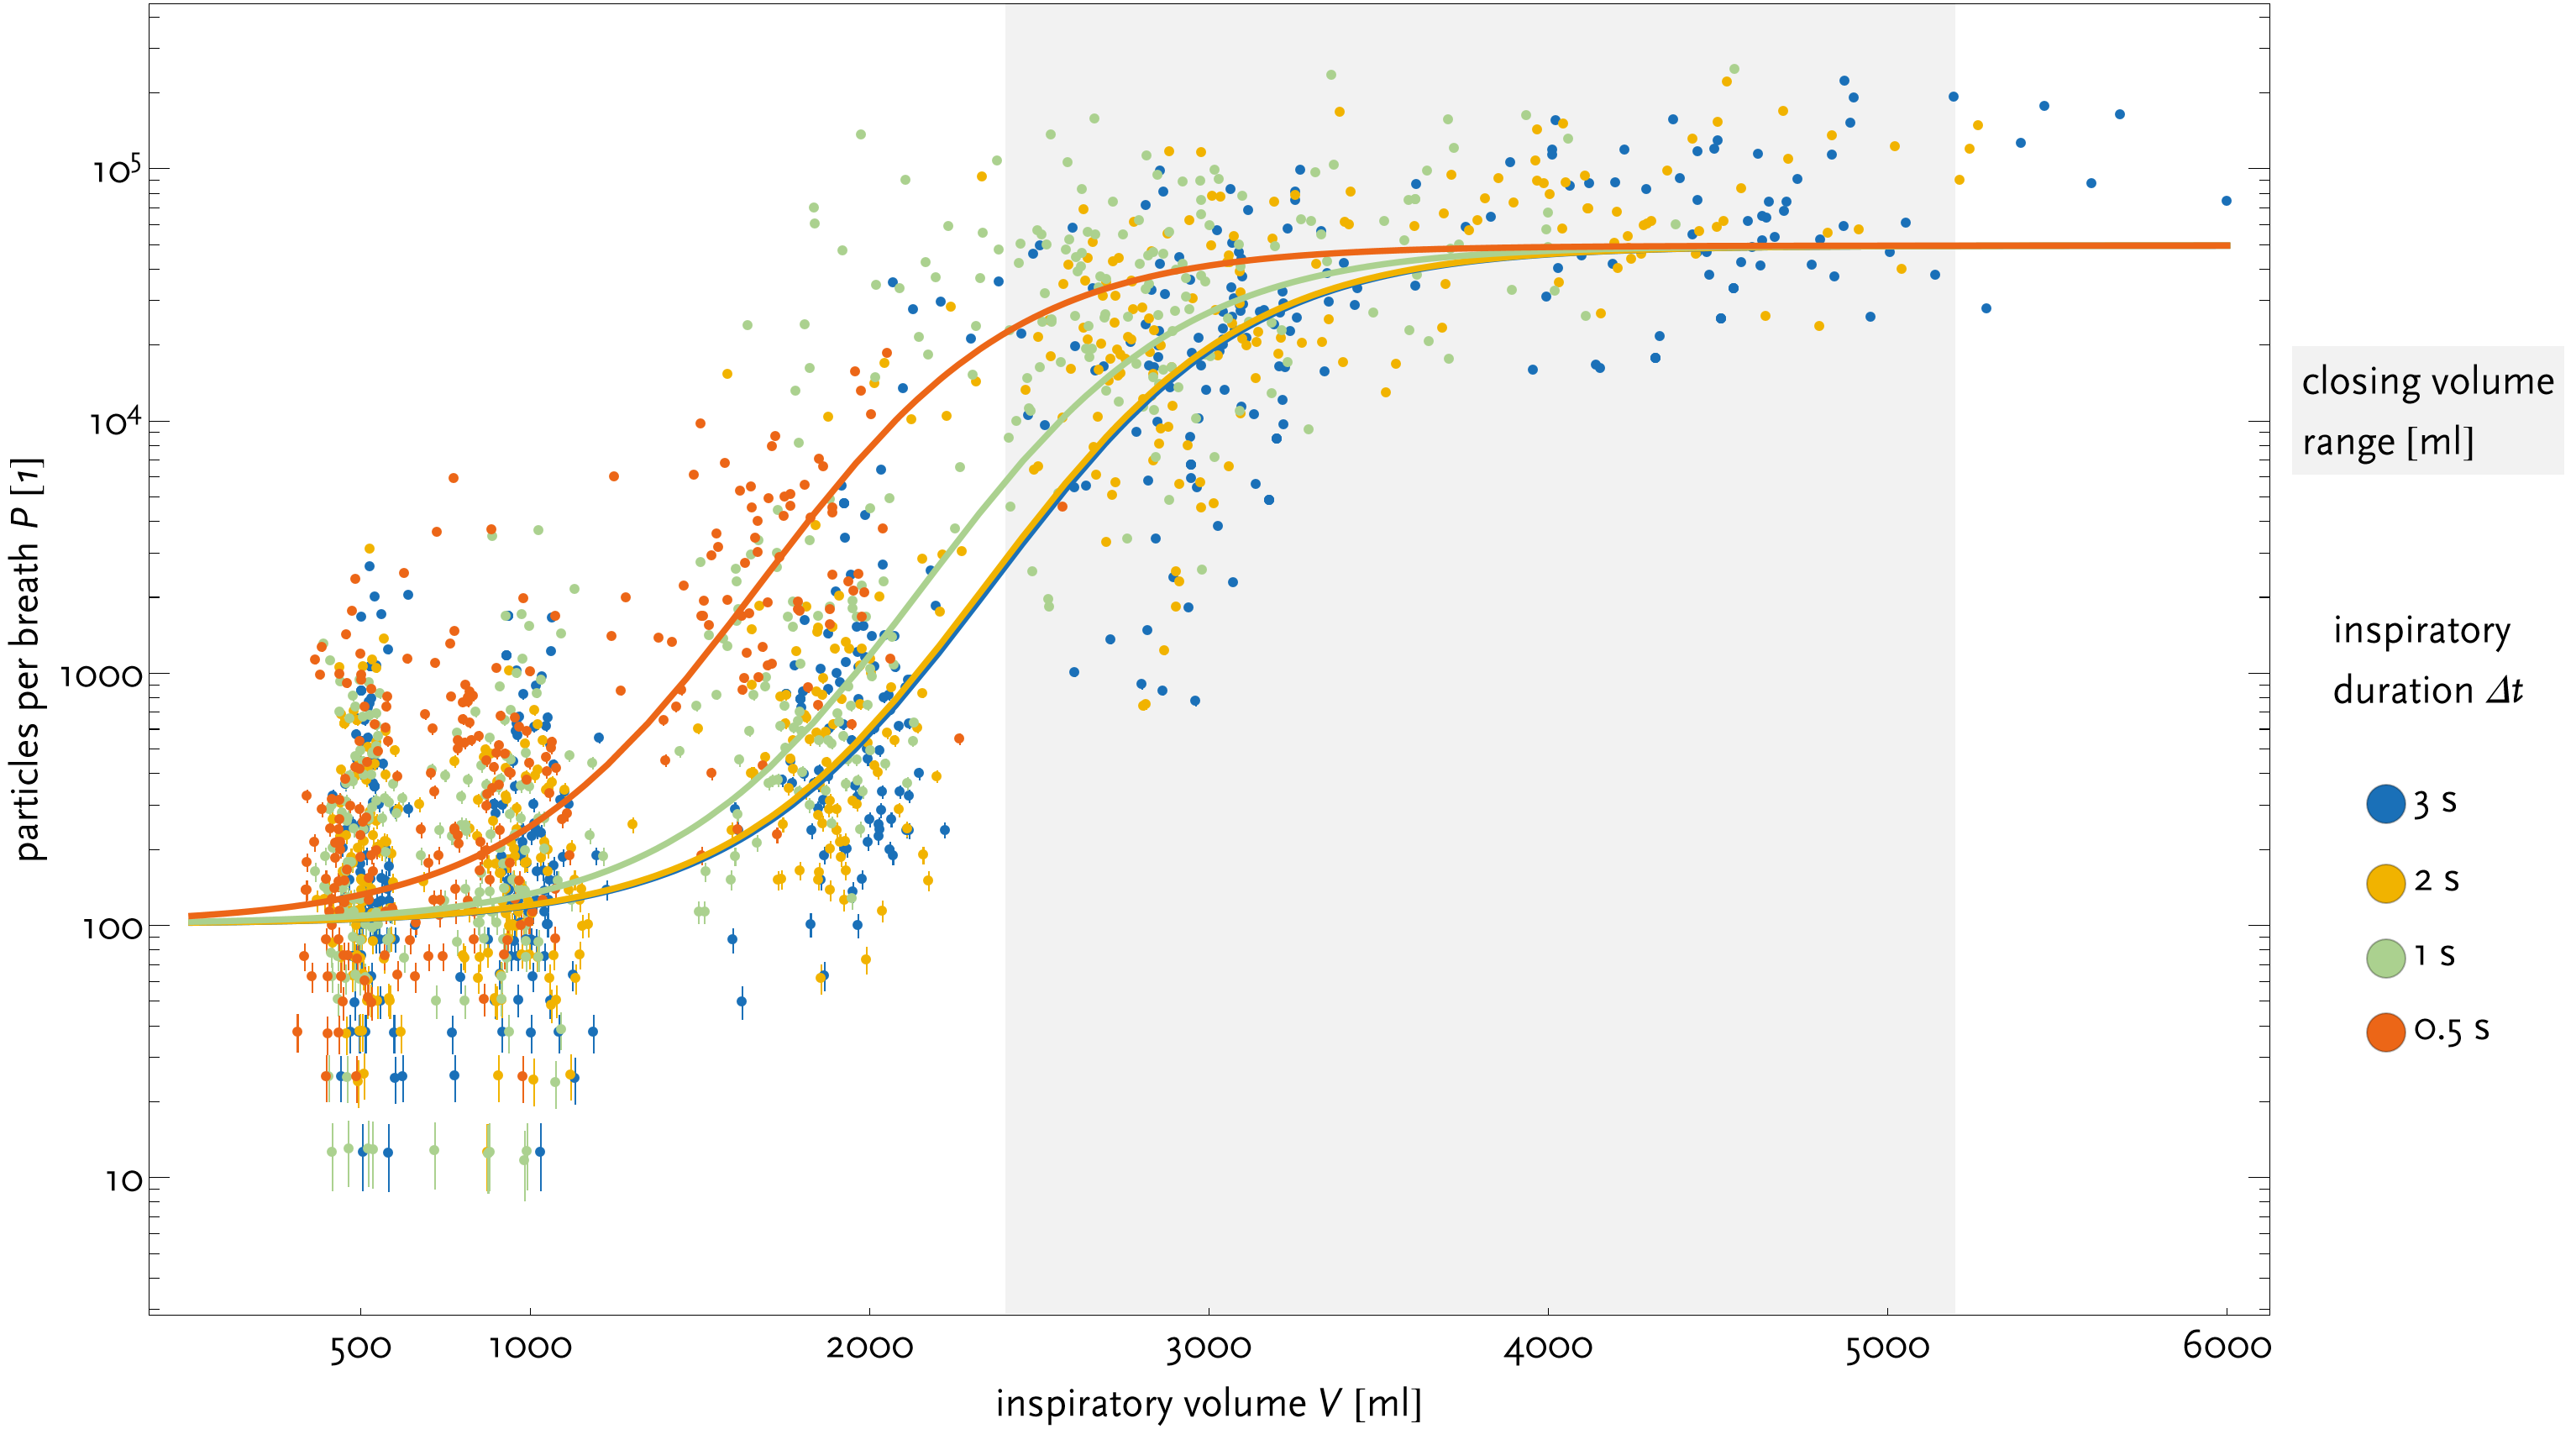 particles per breath P [1]
10⁵
10⁴
1000
100
10
500 1000 2000 3000 4000 5000 6000
inspiratory volume V [ml]
closing volume
range [ml]
inspiratory
duration Δt
3 s
2 s
1 s
0.5 s